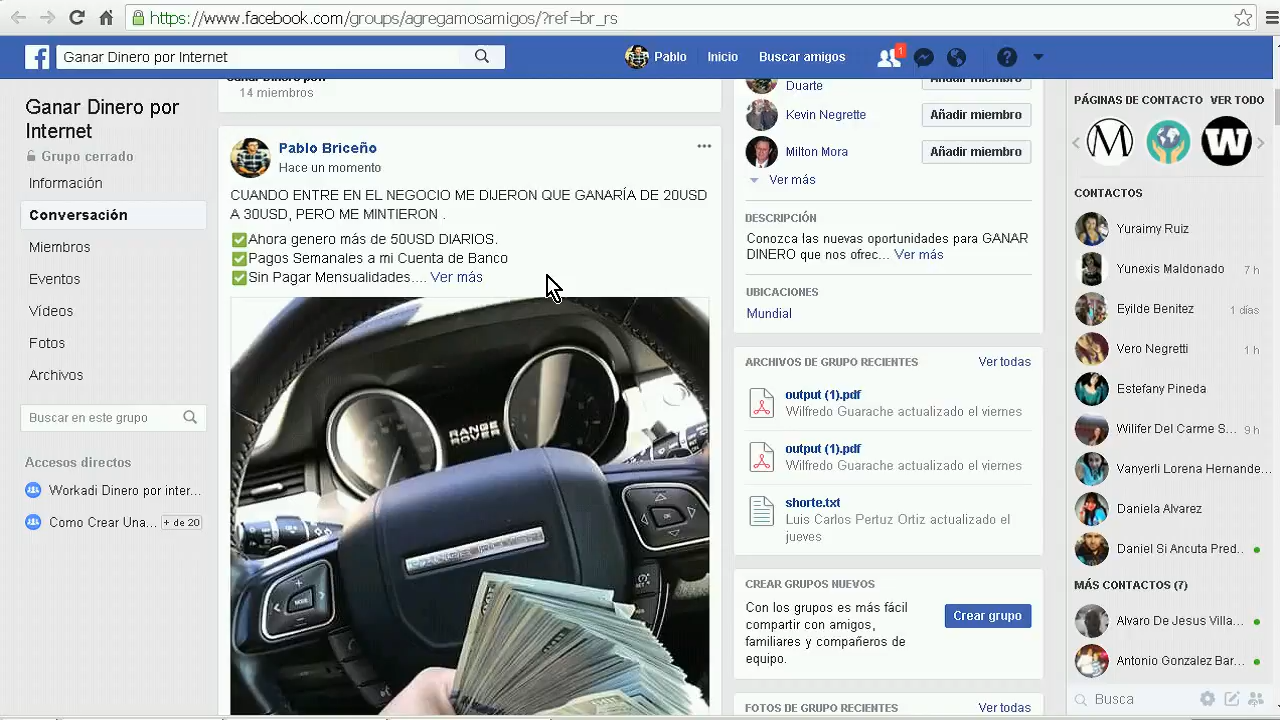 https://www.facebook.com/groups/agregamosamigos/?ref=br_rs
Ganar Dinero por Internet
Pablo
Inicio
Buscar amigos
1
Ganar Dinero por
Internet
Grupo cerrado
Información
Conversación
Miembros
Eventos
Vídeos
Fotos
Archivos
Buscar en este grupo
Accesos directos
Workadi Dinero por inter...
Como Crear Una...
+ de 20
Ganar Dinero por
14 miembros
Pablo Briceño
Hace un momento
CUANDO ENTRE EN EL NEGOCIO ME DIJERON QUE GANARÍA DE 20USD
A 30USD, PERO ME MINTIERON .
Ahora genero más de 50USD DIARIOS.
Pagos Semanales a mi Cuenta de Banco
Sin Pagar Mensualidades.... Ver más
RANGE
ROVER
Duarte
Añadir miembro
Kevin Negrette
Añadir miembro
Milton Mora
Añadir miembro
Ver más
DESCRIPCIÓN
Conozca las nuevas oportunidades para GANAR
DINERO que nos ofrec... Ver más
UBICACIONES
Mundial
ARCHIVOS DE GRUPO RECIENTES
Ver todas
output (1).pdf
Wilfredo Guarache actualizado el viernes
output (1).pdf
Wilfredo Guarache actualizado el viernes
shorte.txt
Luis Carlos Pertuz Ortiz actualizado el
jueves
CREAR GRUPOS NUEVOS
Con los grupos es más fácil
compartir con amigos,
familiares y compañeros de
equipo.
Crear grupo
FOTOS DE GRUPO RECIENTES
Ver todas
PÁGINAS DE CONTACTO
VER TODO
M
W
CONTACTOS
Yuraimy Ruiz
Yunexis Maldonado
7 h
Eylide Benitez
1 días
Vero Negretti
1 h
Estefany Pineda
Wilifer Del Carme S...
9 h
Vanyerli Lorena Hernande...
Daniela Alvarez
Daniel St Ancuta Pred...
MÁS CONTACTOS (7)
Alvaro De Jesus Villa...
Antonio Gonzalez Bar...
Busca